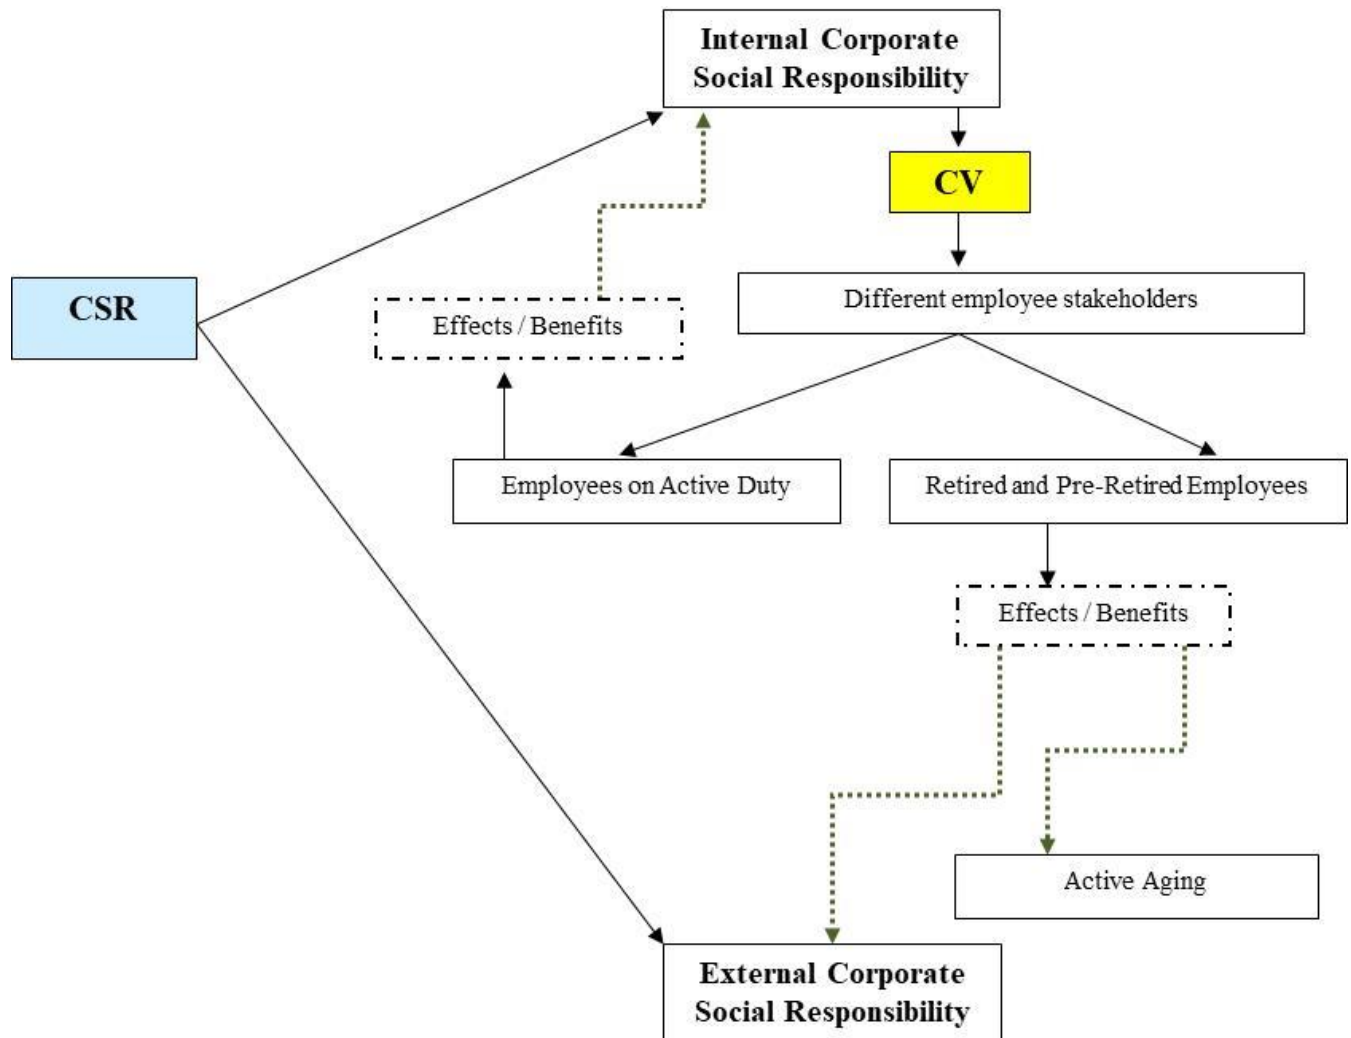 Internal Corporate
Social Responsibility
CV
CSR
Different employee stakeholders
Effects / Benefits
Employees on Active Duty
Retired and Pre-Retired Employees
Effects / Benefits
Active Aging
External Corporate
Social Responsibility